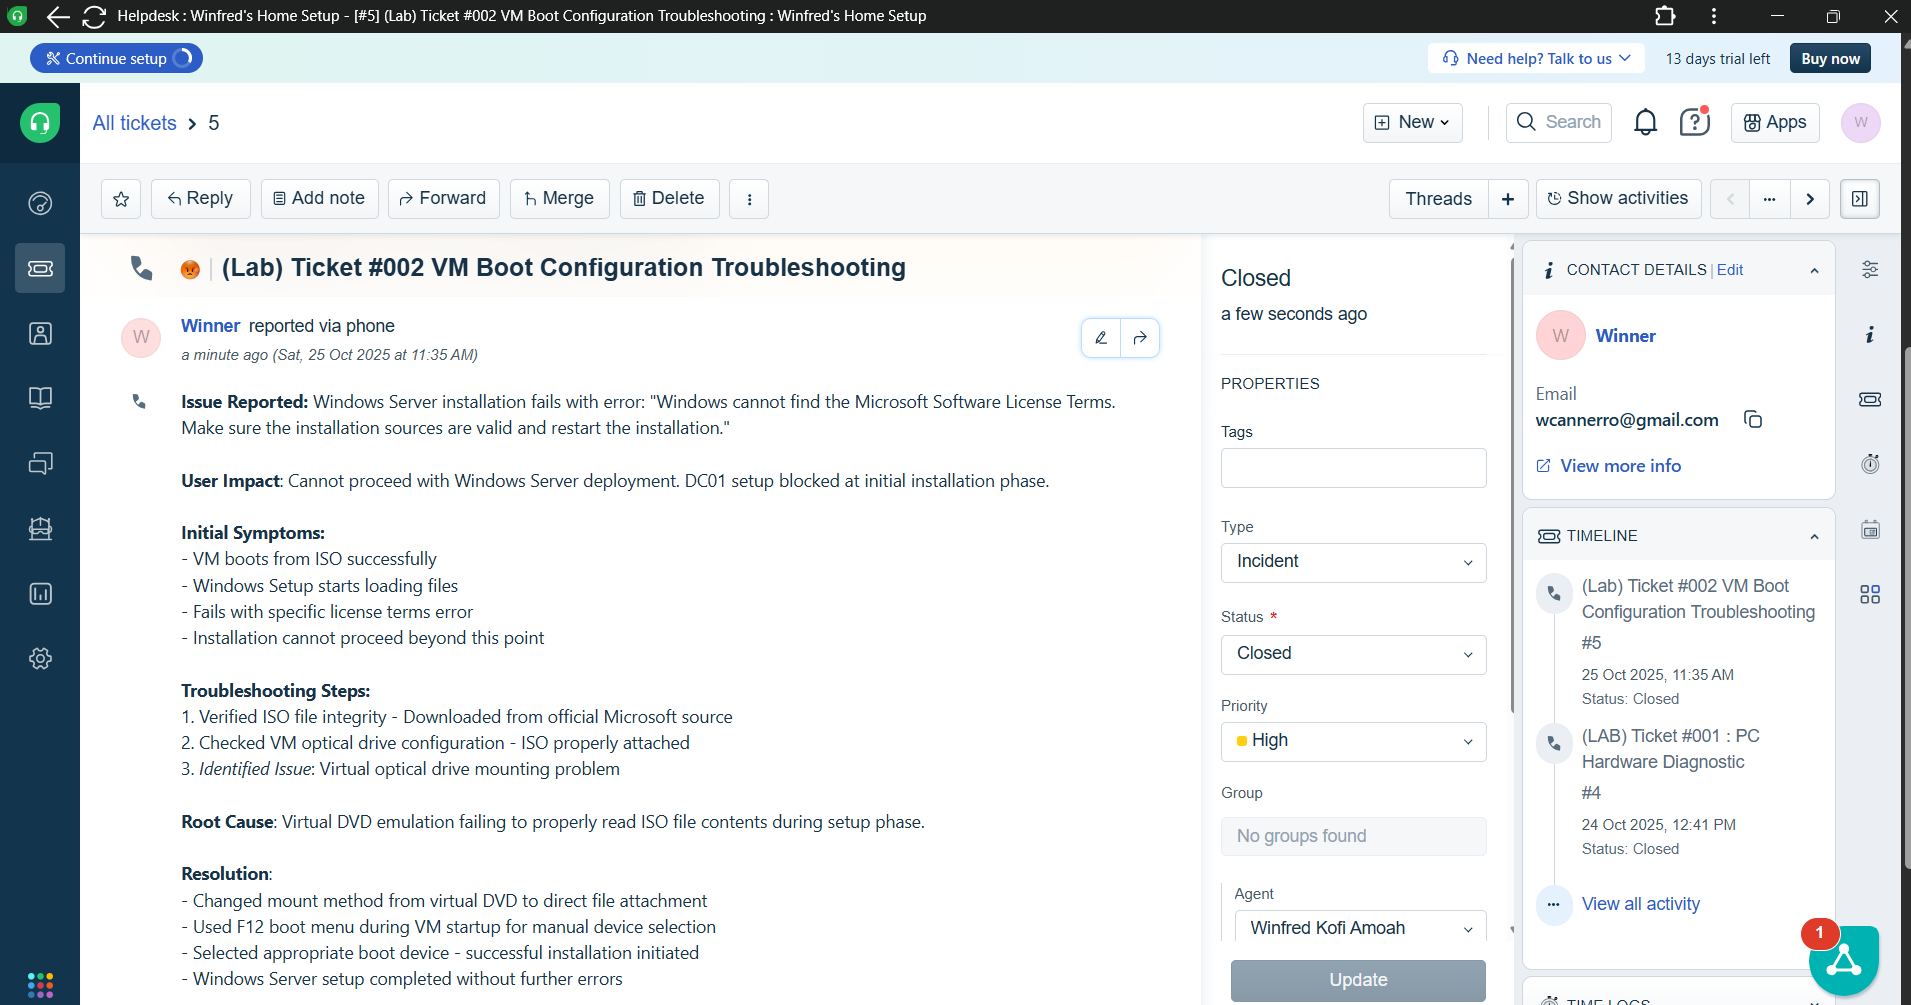 Helpdesk : Winfred's Home Setup - [#5] (Lab) Ticket #002 VM Boot Configuration Troubleshooting : Winfred's Home Setup
Continue setup
Need help? Talk to us
13 days trial left
Buy now
All tickets > 5
New
Search
Apps
W
Reply
Add note
Forward
Merge
Delete
Threads
+
Show activities
(Lab) Ticket #002 VM Boot Configuration Troubleshooting
W
Winner reported via phone
a minute ago (Sat, 25 Oct 2025 at 11:35 AM)
Issue Reported: Windows Server installation fails with error: "Windows cannot find the Microsoft Software License Terms.
Make sure the installation sources are valid and restart the installation."
User Impact: Cannot proceed with Windows Server deployment. DC01 setup blocked at initial installation phase.
Initial Symptoms:
- VM boots from ISO successfully
- Windows Setup starts loading files
- Fails with specific license terms error
- Installation cannot proceed beyond this point
Troubleshooting Steps:
1. Verified ISO file integrity - Downloaded from official Microsoft source
2. Checked VM optical drive configuration - ISO properly attached
3. Identified Issue: Virtual optical drive mounting problem
Root Cause: Virtual DVD emulation failing to properly read ISO file contents during setup phase.
Resolution:
- Changed mount method from virtual DVD to direct file attachment
- Used F12 boot menu during VM startup for manual device selection
- Selected appropriate boot device - successful installation initiated
- Windows Server setup completed without further errors
Closed
a few seconds ago
PROPERTIES
Tags
Type
Incident
Status *
Closed
Priority
High
Group
No groups found
Agent
Winfred Kofi Amoah
Update
CONTACT DETAILS | Edit
W
Winner
Email
wcannerro@gmail.com
View more info
TIMELINE
(Lab) Ticket #002 VM Boot
Configuration Troubleshooting
#5
25 Oct 2025, 11:35 AM
Status: Closed
(LAB) Ticket #001 : PC
Hardware Diagnostic
#4
24 Oct 2025, 12:41 PM
Status: Closed
View all activity
1
TIME LOGS